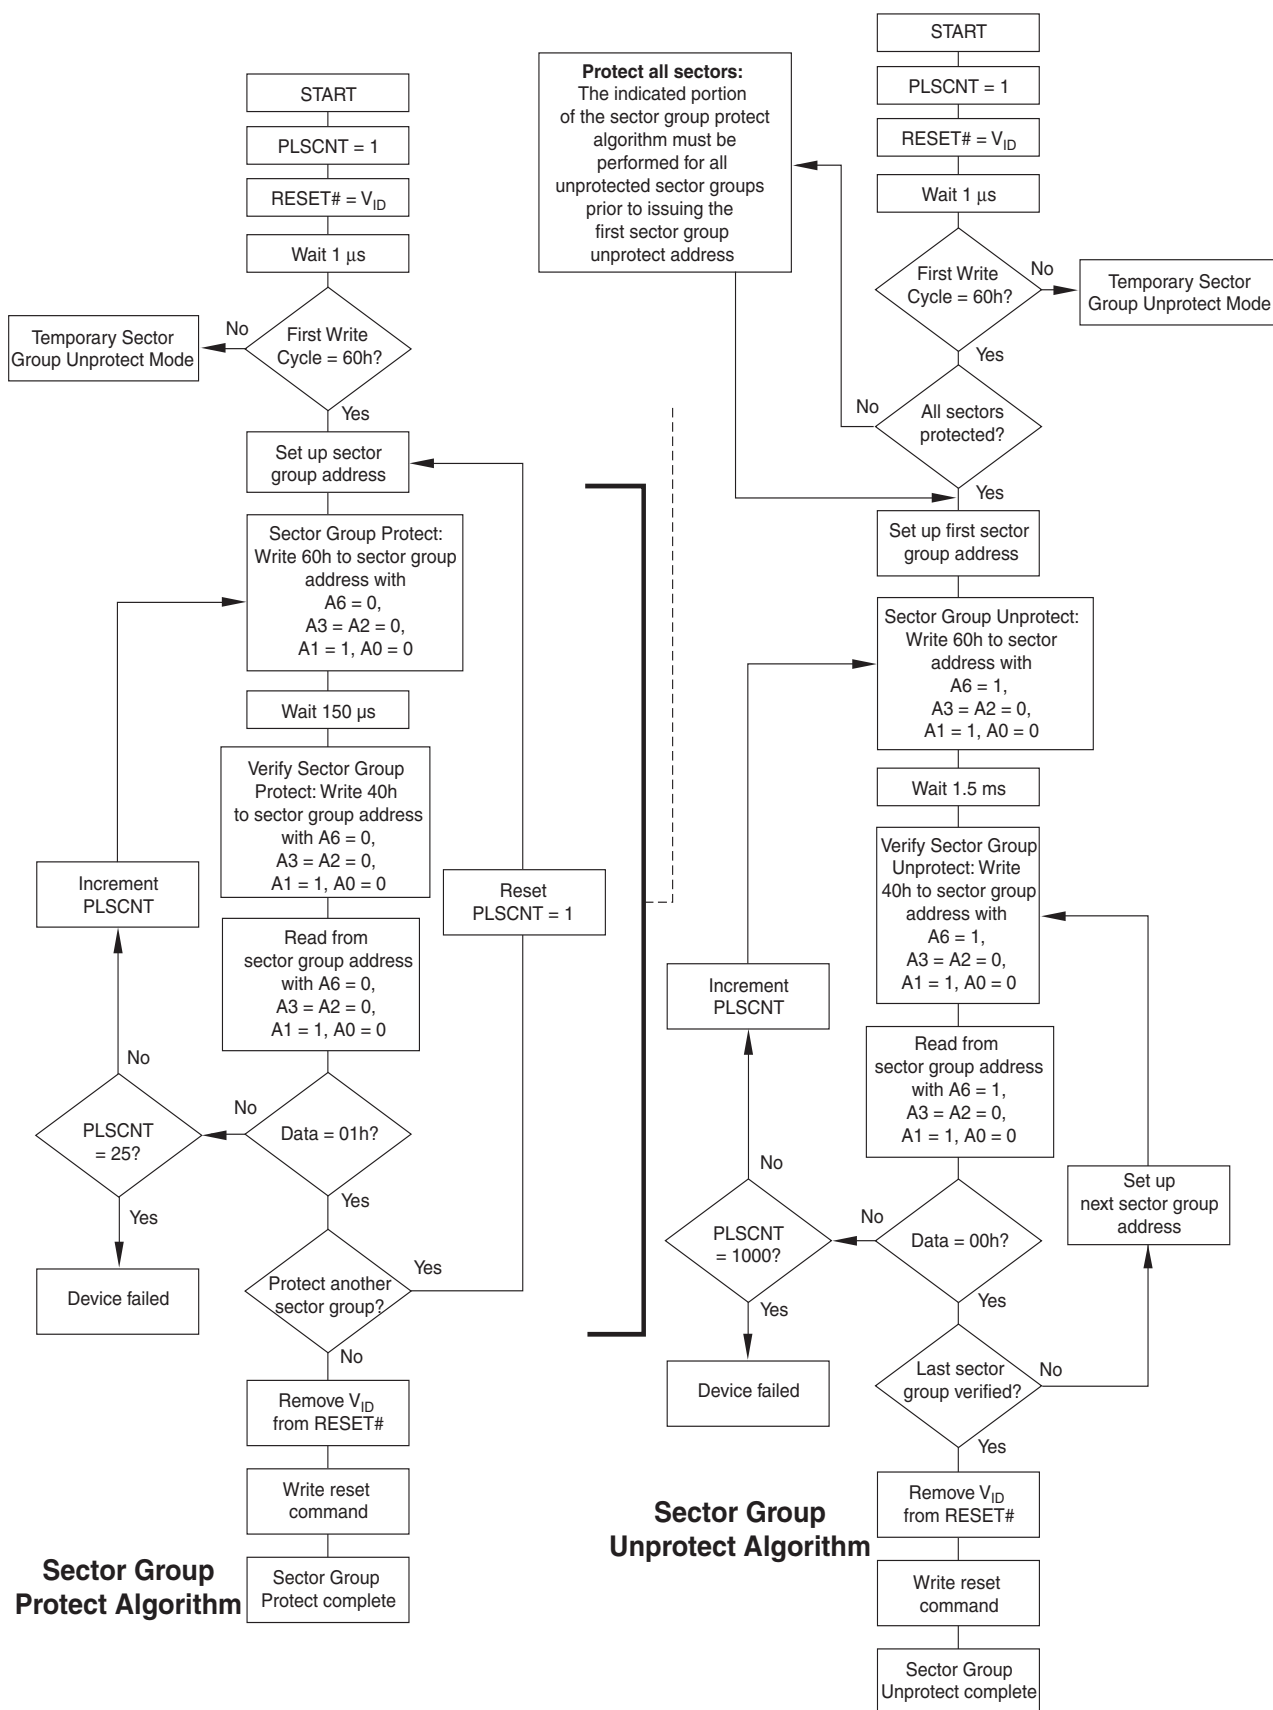 START
PLSCNT = 1
RESET# = VID
Wait 1 μs
First Write
Cycle = 60h?
No
Temporary Sector
Group Unprotect Mode
Yes
Set up sector
group address
Sector Group Protect:
Write 60h to sector group
address with
A6 = 0,
A3 = A2 = 0,
A1 = 1, A0 = 0
Wait 150 µs
Verify Sector Group
Protect: Write 40h
to sector group address
with A6 = 0,
A3 = A2 = 0,
A1 = 1, A0 = 0
Increment
PLSCNT
Reset
PLSCNT = 1
Read from
sector group address
with A6 = 0,
A3 = A2 = 0,
A1 = 1, A0 = 0
No
No
PLSCNT
= 25?
Data = 01h?
Yes
Yes
Device failed
Protect another
sector group?
Yes
No
Remove VID
from RESET#
Write reset
command
Sector Group
Protect complete
Sector Group
Protect Algorithm
Protect all sectors:
The indicated portion
of the sector group protect
algorithm must be
performed for all
unprotected sector groups
prior to issuing the
first sector group
unprotect address
START
PLSCNT = 1
RESET# = VID
Wait 1 μs
First Write
Cycle = 60h?
No
Temporary Sector
Group Unprotect Mode
Yes
No
All sectors
protected?
Yes
Set up first sector
group address
Sector Group Unprotect:
Write 60h to sector
address with
A6 = 1,
A3 = A2 = 0,
A1 = 1, A0 = 0
Wait 1.5 ms
Verify Sector Group
Unprotect: Write
40h to sector group
address with
A6 = 1,
A3 = A2 = 0,
A1 = 1, A0 = 0
Increment
PLSCNT
Read from
sector group address
with A6 = 1,
A3 = A2 = 0,
A1 = 1, A0 = 0
No
No
PLSCNT
= 1000?
Data = 00h?
Set up
next sector group
address
Yes
Yes
Device failed
Last sector
group verified?
No
Yes
Remove VID
from RESET#
Write reset
command
Sector Group
Unprotect complete
Sector Group
Unprotect Algorithm